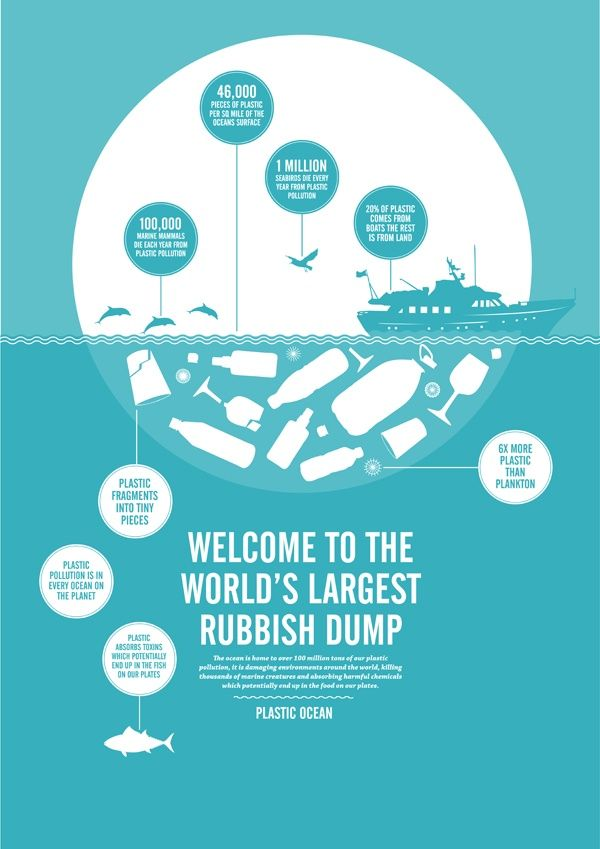 46,000
PIECES OF PLASTIC
PER SQ MILE OF THE
OCEANS SURFACE
1 MILLION
SEABIRDS DIE EVERY
YEAR FROM PLASTIC
POLLUTION
100,000
MARINE MAMMALS
DIE EACH YEAR FROM
PLASTIC POLLUTION
20% OF PLASTIC
COMES FROM
BOATS THE REST
IS FROM LAND
6X MORE
PLASTIC
THAN
PLANKTON
PLASTIC
FRAGMENTS
INTO TINY
PIECES
PLASTIC
POLLUTION IS IN
EVERY OCEAN ON
THE PLANET
PLASTIC
ABSORBS TOXINS
WHICH POTENTIALLY
END UP IN THE FISH
ON OUR PLATES
WELCOME TO THE
WORLD'S LARGEST
RUBBISH DUMP
The ocean is home to over 100 million tons of our plastic
pollution, it is damaging environments around the world, killing
thousands of marine creatures and absorbing harmful chemicals
which potentially end up in the food on our plates.
PLASTIC OCEAN